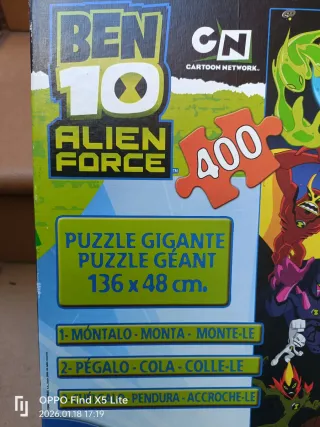 BEN
10
ALIEN
FORCE
TM
CN
CARTOON NETWORK
400
PUZZLE GIGANTE
PUZZLE GÉANT
136 x 48 cm.
1- MÓNTALO - MONTA - MONTE-LE
2- PÉGALO - COLA - COLLE-LE
PENDURA - ACCROCHE-LE
OPPO Find X5 Lite
2026.01.18 17:19